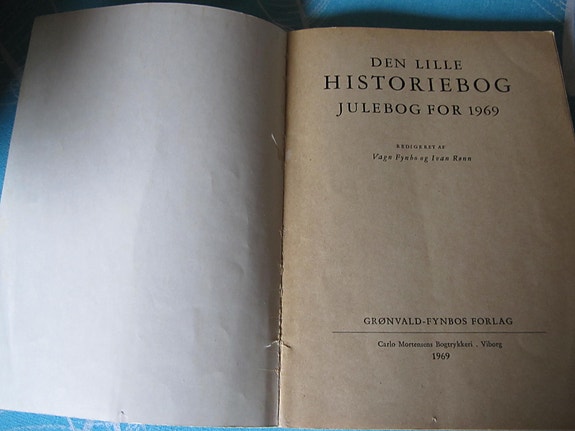 DEN LILLE
HISTORIEBOG
JULEBOG FOR 1969
REDIGERET AF
Vagn Fynbo og Ivan Rønn
GRØNVALD-FYNBOS FORLAG
Carlo Mortensens Bogtrykkeri . Viborg
1969